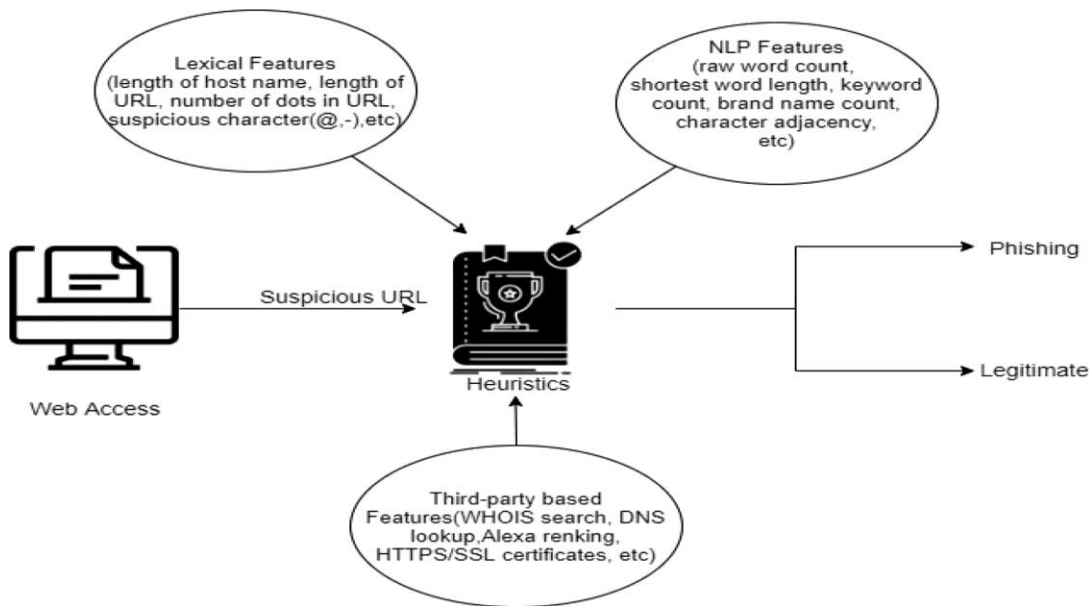 Lexical Features
(length of host name, length of
URL, number of dots in URL,
suspicious character(@,-),etc)
NLP Features
(raw word count,
shortest word length, keyword
count, brand name count,
character adjacency,
etc)
Suspicious URL
Phishing
Heuristics
Legitimate
Web Access
Third-party based
Features(WHOIS search, DNS
lookup,Alexa renking,
HTTPS/SSL certificates, etc)